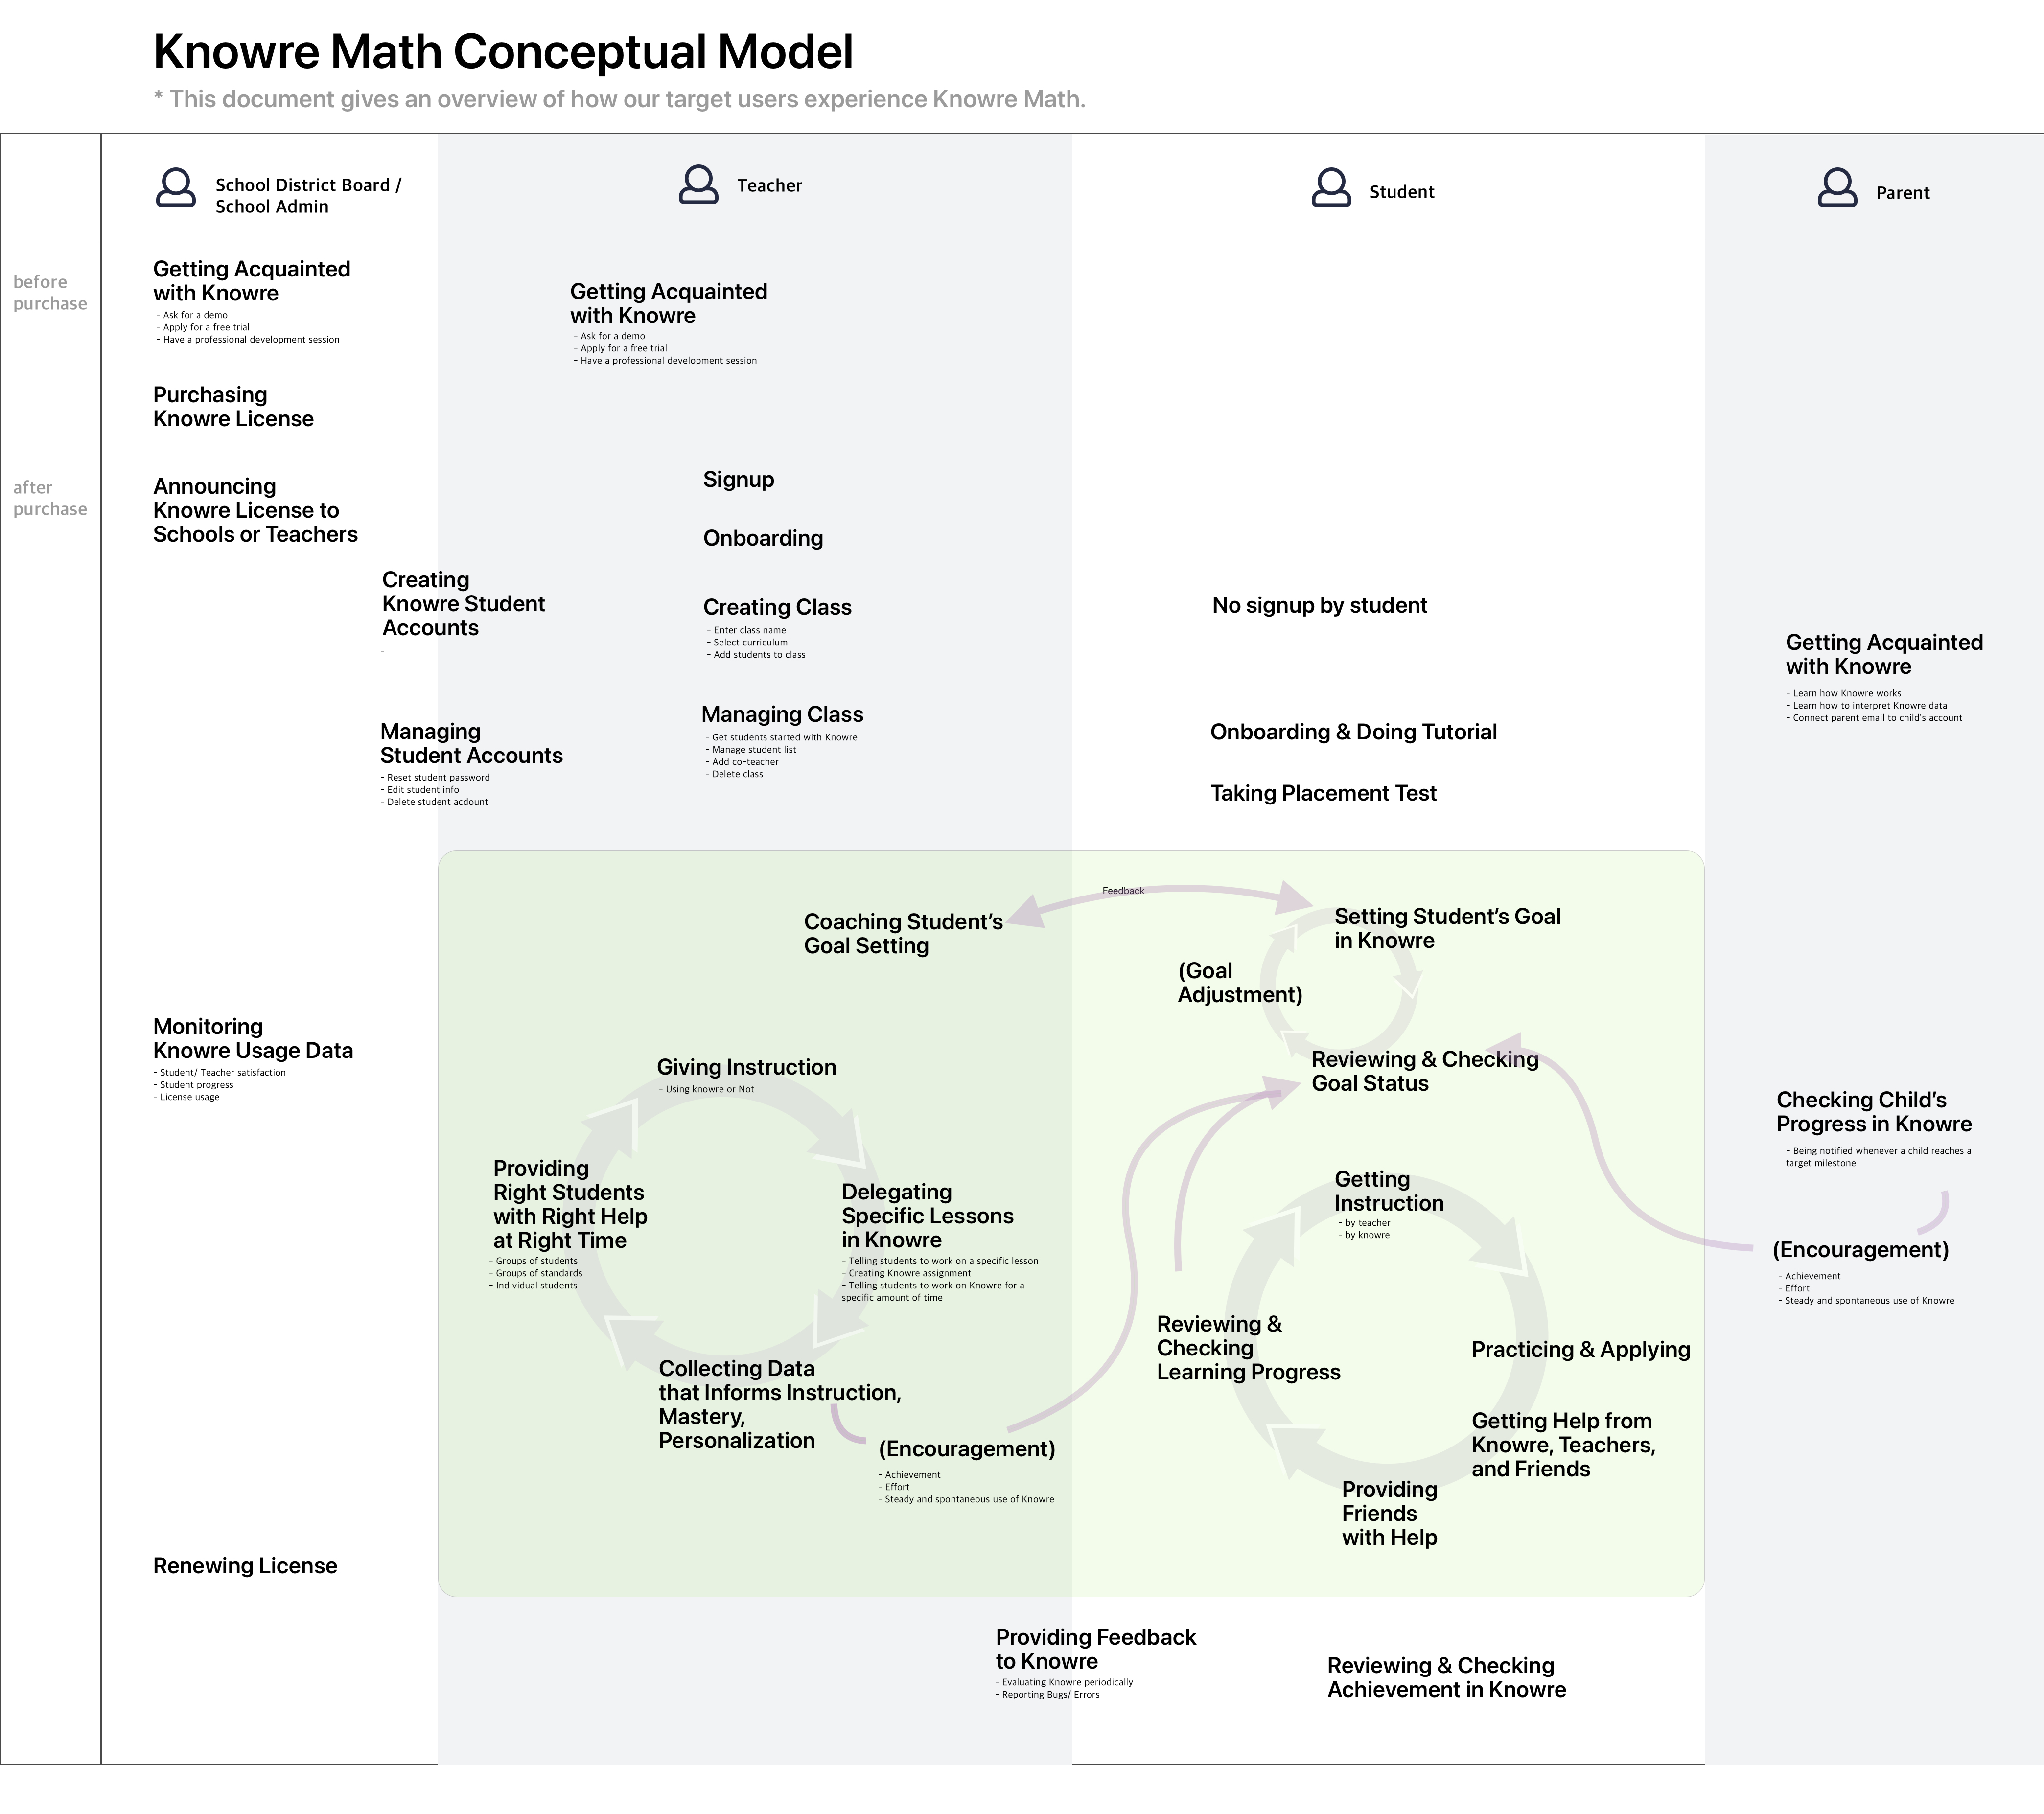 Knowre Math Conceptual Model
* This document gives an overview of how our target users experience Knowre Math.
School District Board /
School Admin
Teacher
Student
Parent
before
purchase
Getting Acquainted
with Knowre
- Ask for a demo
- Apply for a free trial
- Have a professional development session
Purchasing
Knowre License
Getting Acquainted
with Knowre
- Ask for a demo
- Apply for a free trial
- Have a professional development session
after
purchase
Announcing
Knowre License to
Schools or Teachers
Creating
Knowre Student
Accounts
-
Managing
Student Accounts
- Reset student password
- Edit student info
- Delete student acdount
Signup
Onboarding
Creating Class
- Enter class name
- Select curriculum
- Add students to class
Managing Class
- Get students started with Knowre
- Manage student list
- Add co-teacher
- Delete class
No signup by student
Onboarding & Doing Tutorial
Taking Placement Test
Getting Acquainted
with Knowre
- Learn how Knowre works
- Learn how to interpret Knowre data
- Connect parent email to child's account
Monitoring
Knowre Usage Data
- Student/ Teacher satisfaction
- Student progress
- License usage
Renewing License
Coaching Student’s
Goal Setting
Feedback
Setting Student’s Goal
in Knowre
(Goal
Adjustment)
Reviewing & Checking
Goal Status
Giving Instruction
- Using knowre or Not
Providing
Right Students
with Right Help
at Right Time
- Groups of students
- Groups of standards
- Individual students
Delegating
Specific Lessons
in Knowre
- Telling students to work on a specific lesson
- Creating Knowre assignment
- Telling students to work on Knowre for a
specific amount of time
Collecting Data
that Informs Instruction,
Mastery,
Personalization
(Encouragement)
- Achievement
- Effort
- Steady and spontaneous use of Knowre
Getting
Instruction
- by teacher
- by knowre
Reviewing &
Checking
Learning Progress
Practicing & Applying
Getting Help from
Knowre, Teachers,
and Friends
Providing
Friends
with Help
Checking Child’s
Progress in Knowre
- Being notified whenever a child reaches a
target milestone
(Encouragement)
- Achievement
- Effort
- Steady and spontaneous use of Knowre
Providing Feedback
to Knowre
- Evaluating Knowre periodically
- Reporting Bugs/ Errors
Reviewing & Checking
Achievement in Knowre